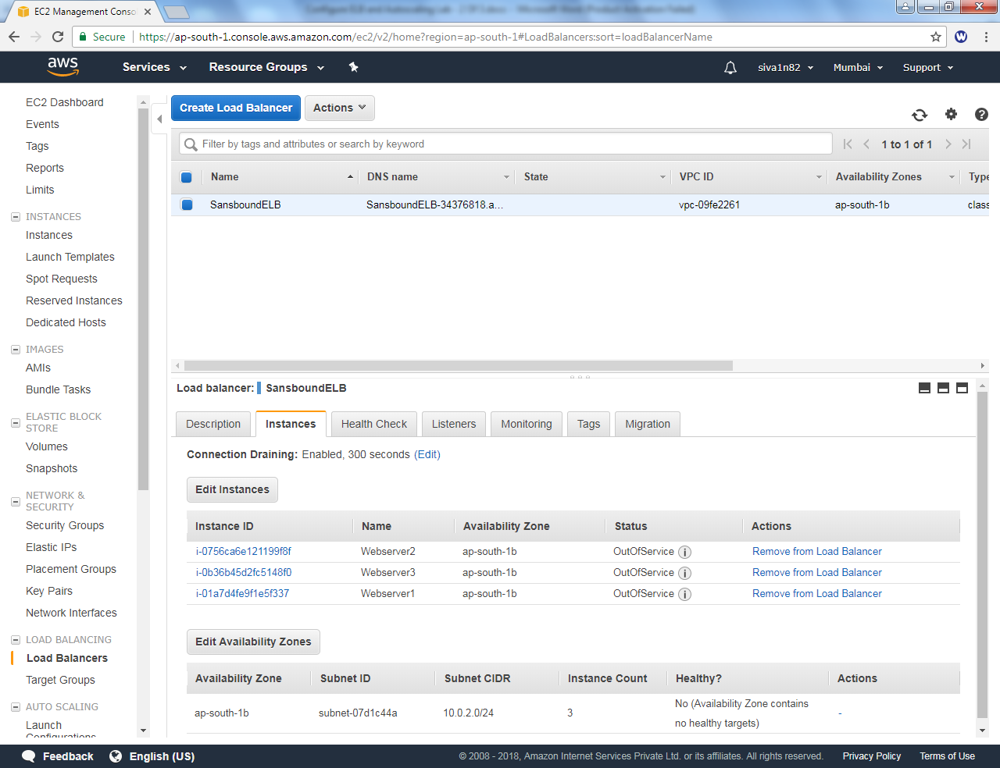 EC2 Management Conso
Secure https://ap-south-1.console.aws.amazon.com/ec2/v2/home?region=ap-south-1#LoadBalancers:sort=loadBalancerName
W
aws Services Resource Groups siva1n82 Mumbai Support
EC2 Dashboard
Events
Tags
Reports
Limits
INSTANCES
Instances
Launch Templates
Spot Requests
Reserved Instances
Dedicated Hosts
IMAGES
AMIs
Bundle Tasks
ELASTIC BLOCK
STORE
Volumes
Snapshots
NETWORK &
SECURITY
Security Groups
Elastic IPs
Placement Groups
Key Pairs
Network Interfaces
LOAD BALANCING
Load Balancers
Target Groups
AUTO SCALING
Launch
Configurations
Create Load Balancer Actions
Filter by tags and attributes or search by keyword 1 to 1 of 1
Name DNS name State VPC ID Availability Zones Type
SansboundELB SansboundELB-34376818.a... vpc-09fe2261 ap-south-1b class
Load balancer: SansboundELB
Description Instances Health Check Listeners Monitoring Tags Migration
Connection Draining: Enabled, 300 seconds (Edit)
Edit Instances
Instance ID Name Availability Zone Status Actions
i-0756ca6e121199f8f Webserver2 ap-south-1b OutOfService i Remove from Load Balancer
i-0b36b45d2fc5148f0 Webserver3 ap-south-1b OutOfService i Remove from Load Balancer
i-01a7d4fe9f1e5f337 Webserver1 ap-south-1b OutOfService i Remove from Load Balancer
Edit Availability Zones
Availability Zone Subnet ID Subnet CIDR Instance Count Healthy? Actions
ap-south-1b subnet-07d1c44a 10.0.2.0/24 3 No (Availability Zone contains
no healthy targets) -
Feedback English (US) © 2008 - 2018, Amazon Internet Services Private Ltd. or its affiliates. All rights reserved. Privacy Policy Terms of Use